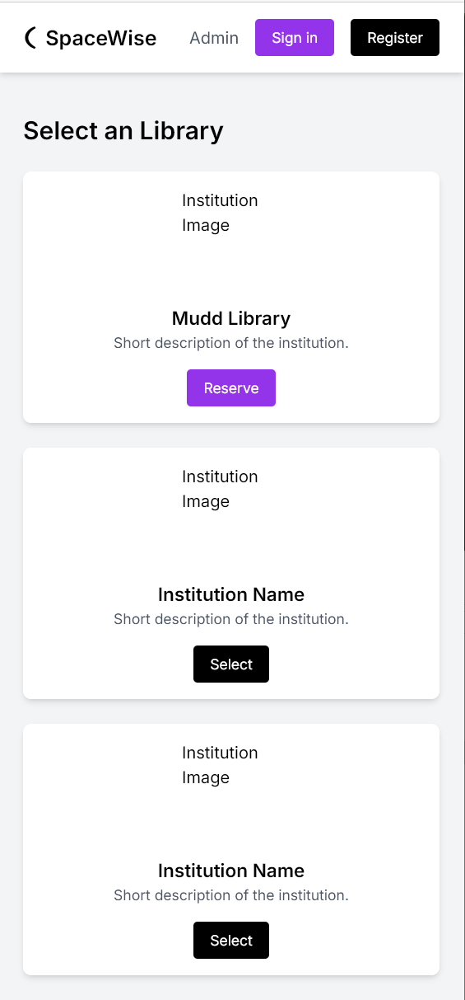 SpaceWise Admin Sign in Register
Select an Library
Institution
Image
Mudd Library
Short description of the institution.
Reserve
Institution
Image
Institution Name
Short description of the institution.
Select
Institution
Image
Institution Name
Short description of the institution.
Select